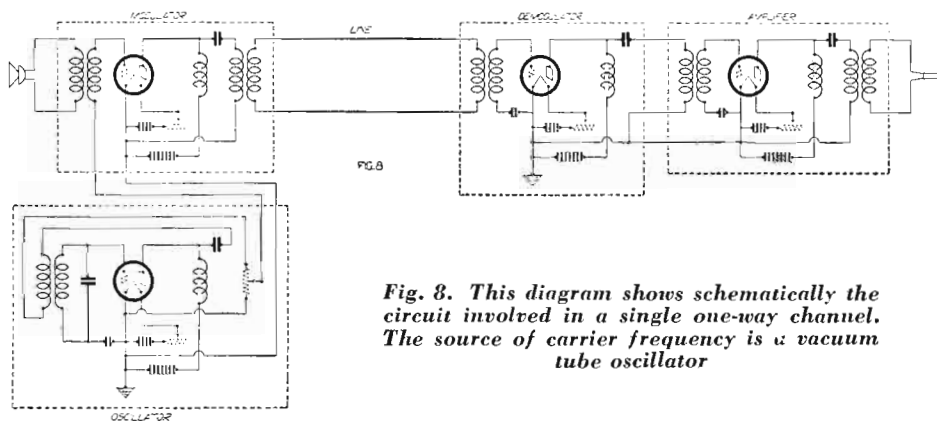 MODULATOR
LINE
DEMODULATOR
AMPLIFIER
FIG.8
OSCILLATOR
Fig. 8. This diagram shows schematically the
circuit involved in a single one-way channel.
The source of carrier frequency is a vacuum
tube oscillator